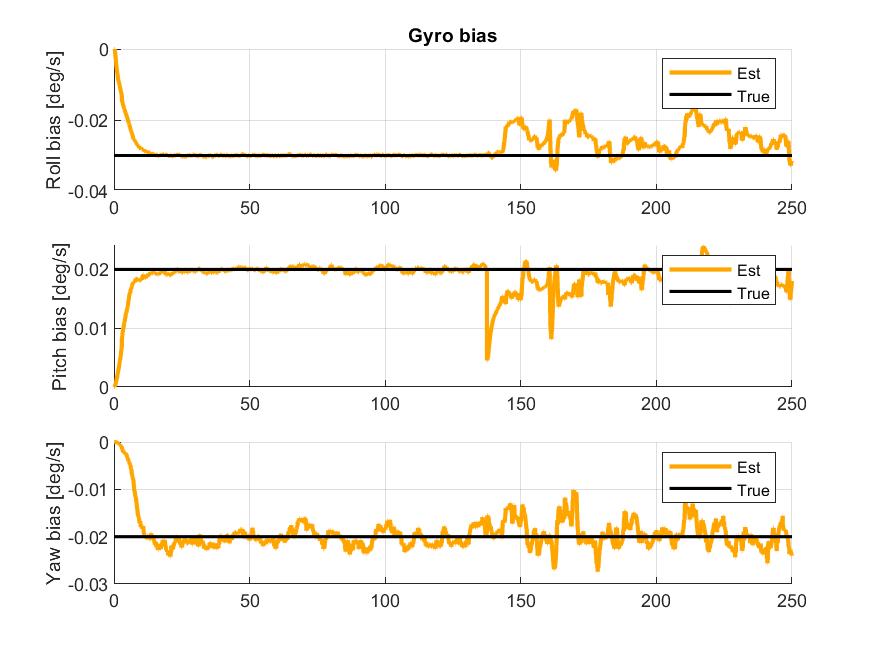 Gyro bias
Roll bias [deg/s]
0
-0.02
-0.04
Est
True
0 50 100 150 200 250
Pitch bias [deg/s]
0.02
0.01
0
Est
True
0 50 100 150 200 250
Yaw bias [deg/s]
0
-0.01
-0.02
-0.03
Est
True
0 50 100 150 200 250